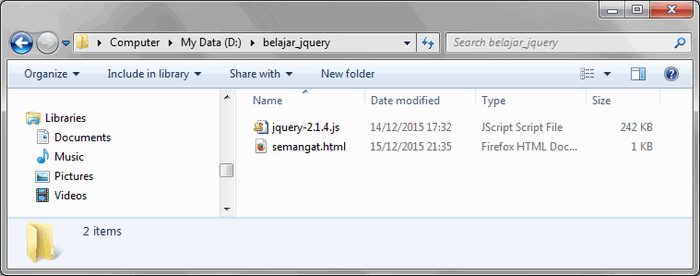 Computer ▸ My Data (D:) ▸ belajar_jquery
Search belajar_jquery
Organize Include in library Share with New folder
Name Date modified Type Size
Libraries
Documents
Music
Pictures
Videos
jquery-2.1.4.js 14/12/2015 17:32 JScript Script File 242 KB
semangat.html 15/12/2015 21:35 Firefox HTML Doc... 1 KB
2 items